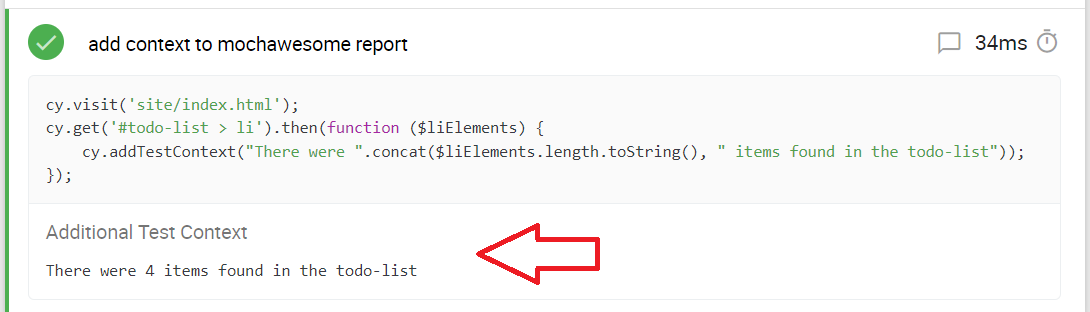 add context to mochawesome report
34ms
cy.visit('site/index.html');
cy.get('#todo-list > li').then(function ($liElements) {
    cy.addTestContext("There were ".concat($liElements.length.toString(), " items found in the todo-list"));
});
Additional Test Context
There were 4 items found in the todo-list